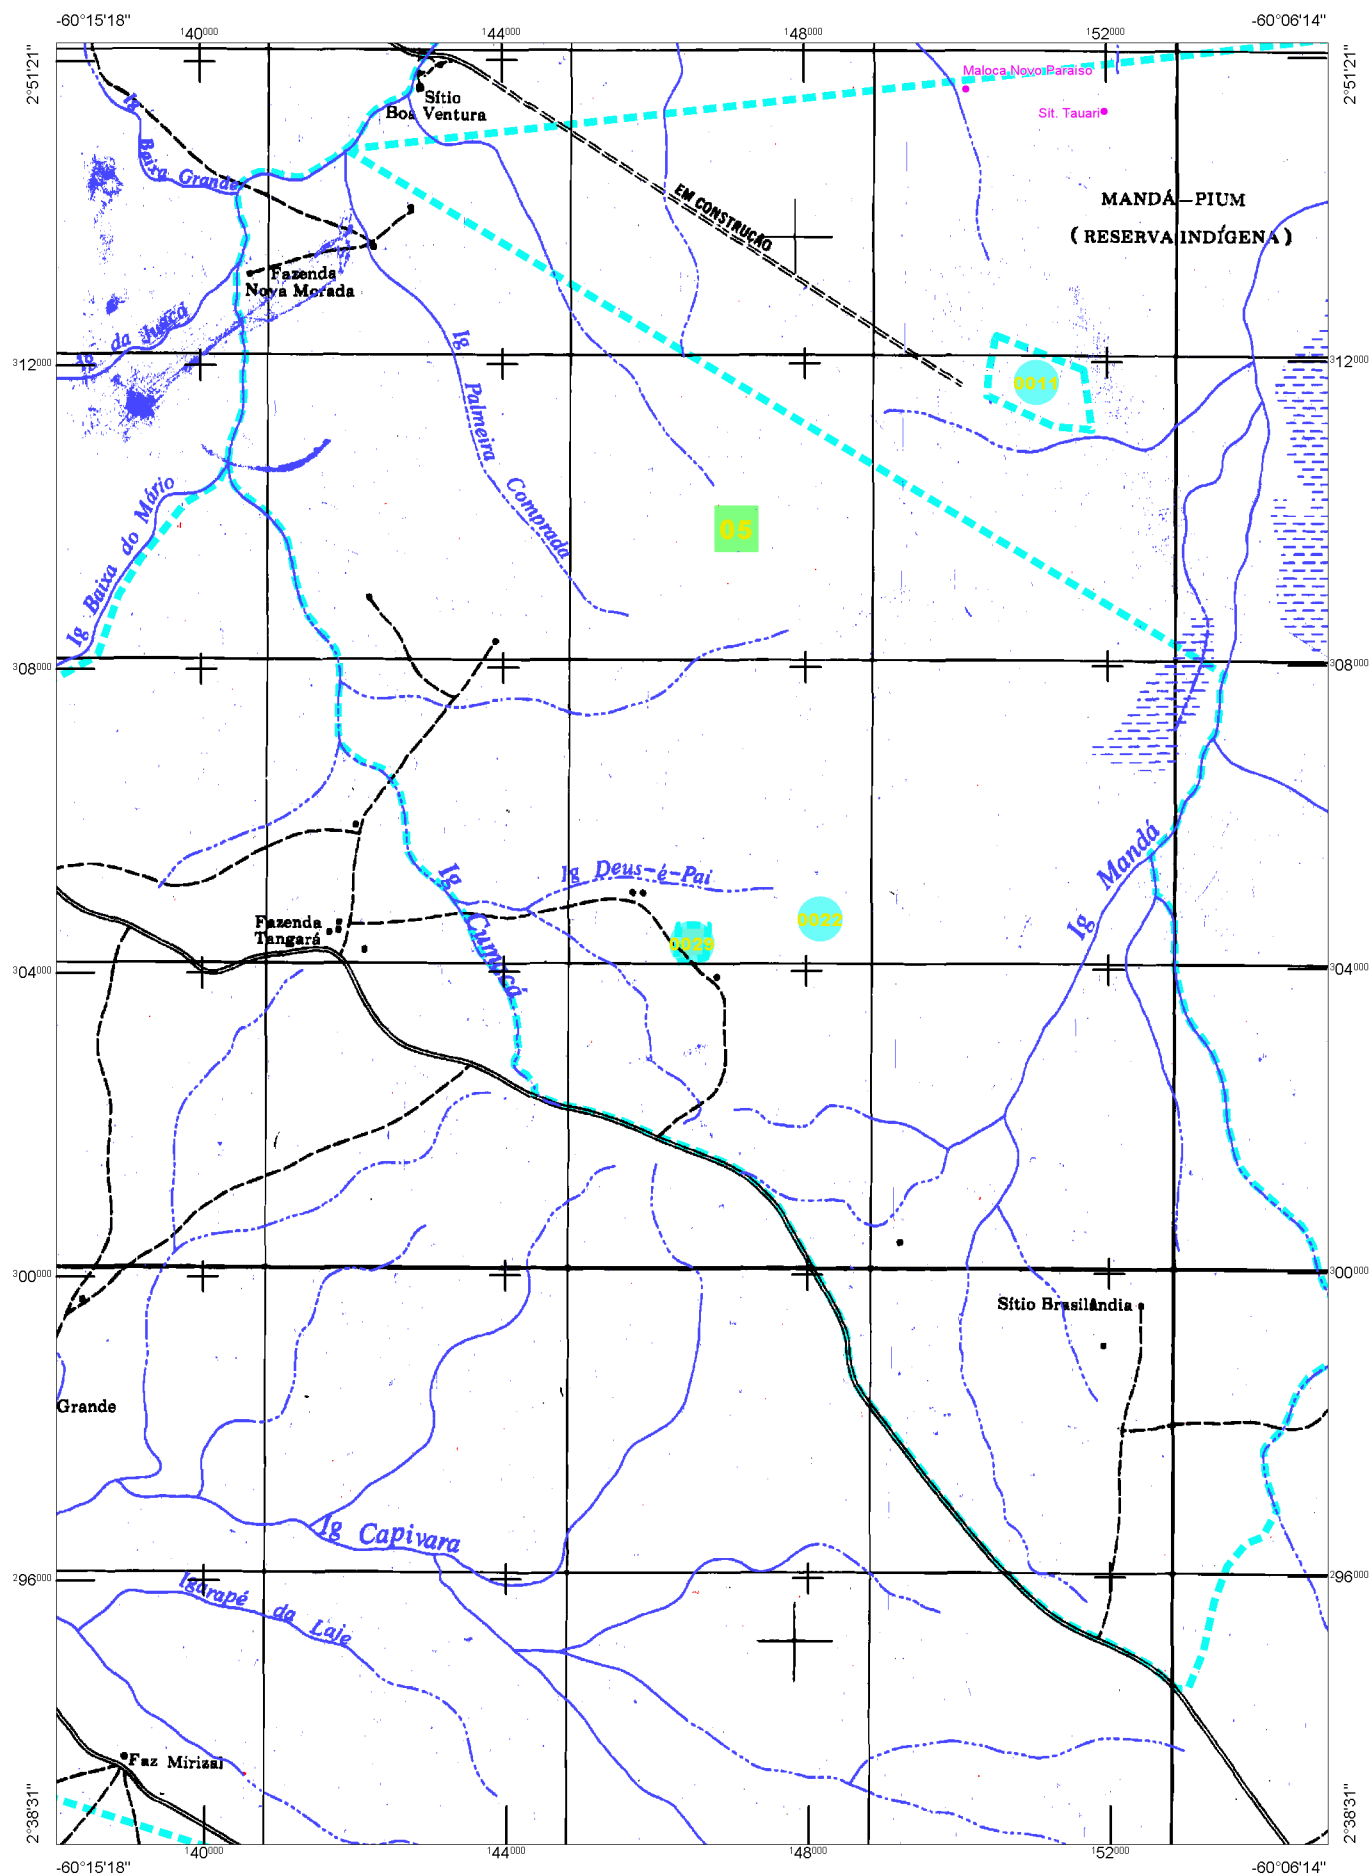 -60°15'18"
-60°06'14"
140000
144000
148000
152000
2°51'21"
2°51'21"
Maloca Novo Paraiso
Sít. Tauari
Sítio
Boa Ventura
Ig
Baixa Grande
EM CONSTRUÇÃO
MANDÁ-PIUM
( RESERVA INDÍGENA )
Fazenda
Nova Morada
Ig da Jusca
Ig
Palmeira
Comprada
312000
312000
0011
05
Ig Baixa do Mário
308000
308000
Ig Mandá
Ig Deus-é-Pai
Ig Cumacá
Fazenda
Tangará
0022
0029
304000
304000
300000
300000
Sítio Brasilândia
Grande
Ig Capivara
296000
296000
Igarapé da Laje
Faz Mirizal
2°38'31"
2°38'31"
140000
144000
148000
152000
-60°15'18"
-60°06'14"